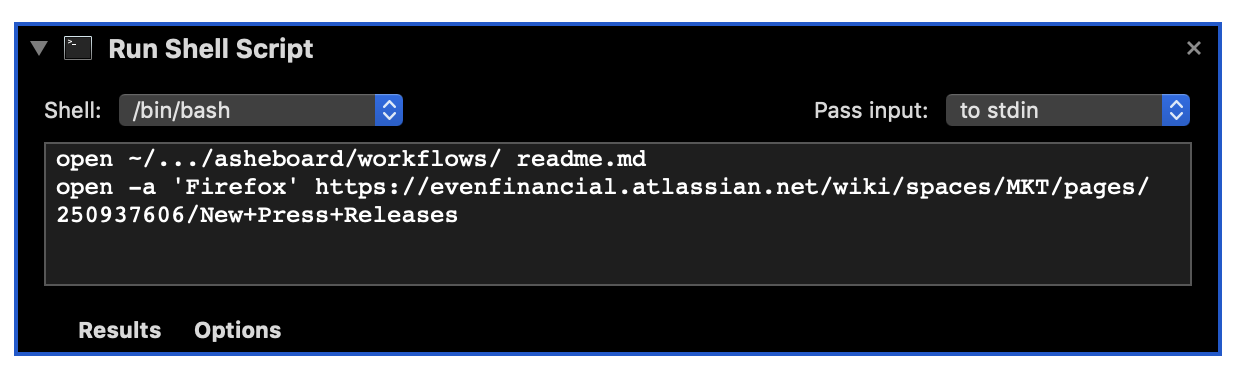 Run Shell Script
Shell: /bin/bash Pass input: to stdin
open ~/.../asheboard/workflows/ readme.md
open -a 'Firefox' https://evenfinancial.atlassian.net/wiki/spaces/MKT/pages/
250937606/New+Press+Releases
Results Options